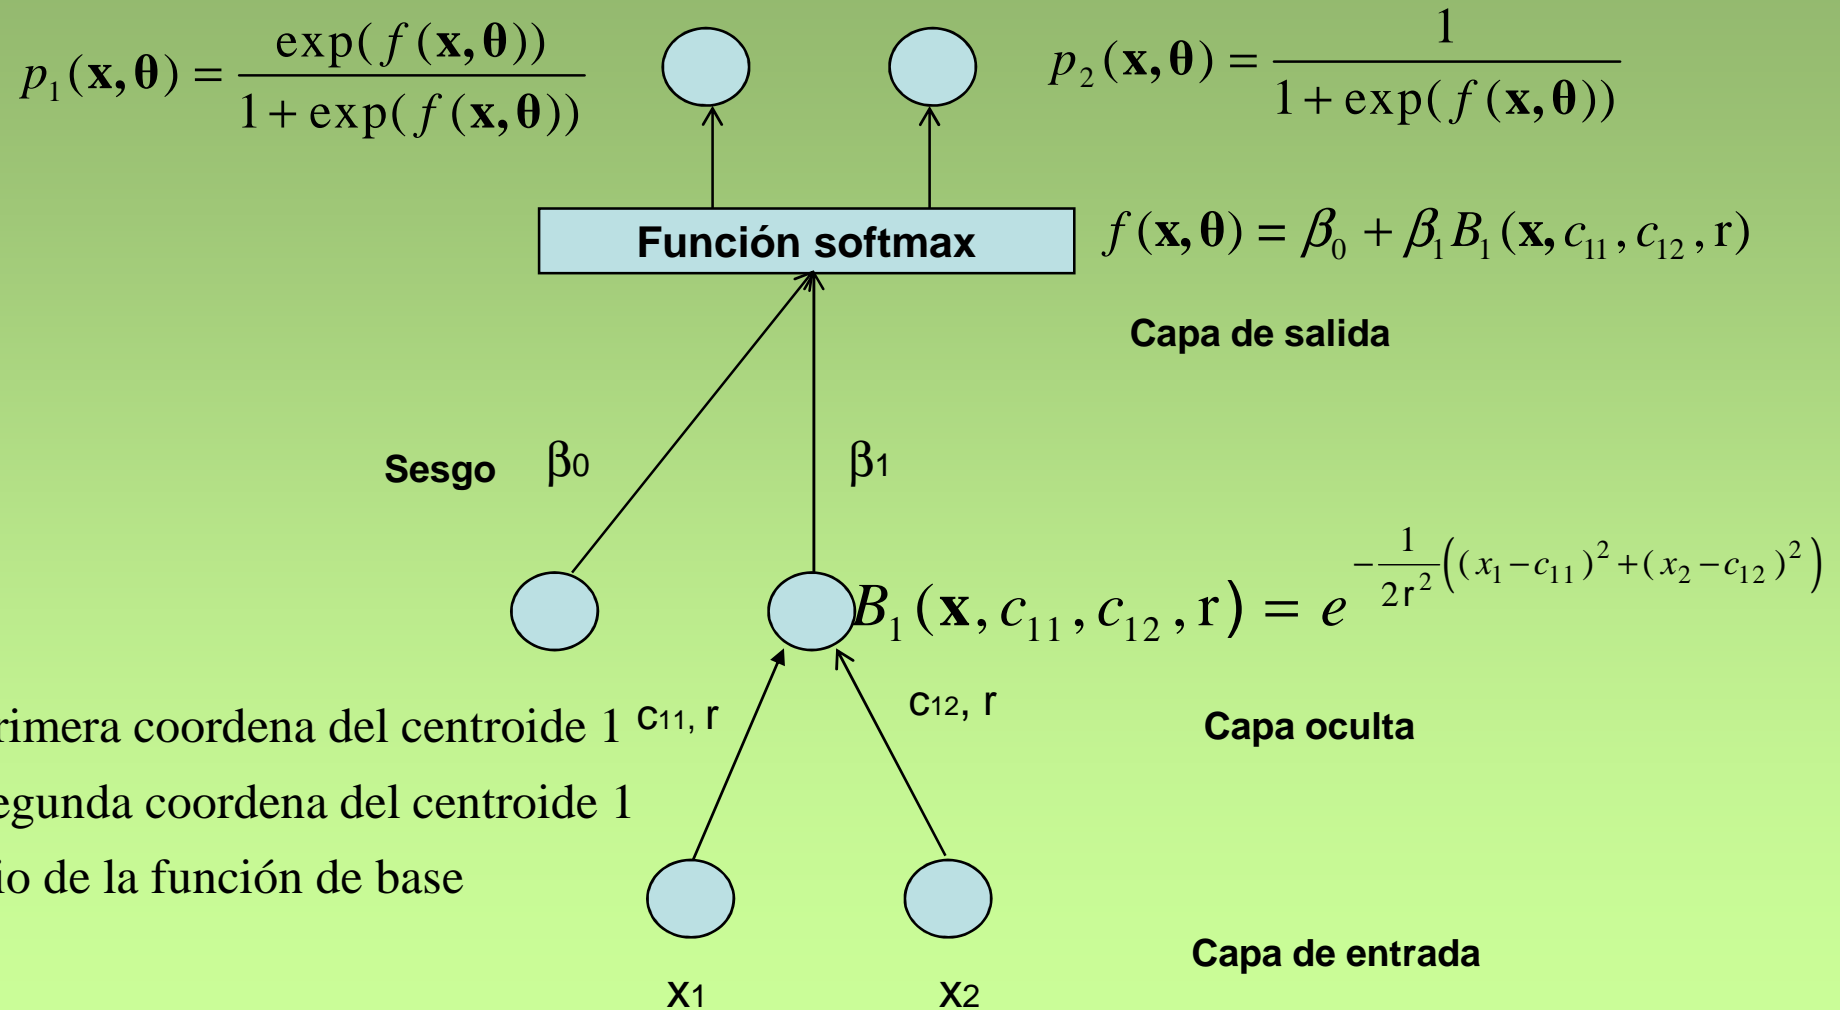 p₁(x,θ) = exp(f(x,θ)) / (1 + exp(f(x,θ)))
p₂(x,θ) = 1 / (1 + exp(f(x,θ)))
Función softmax
f(x,θ) = β₀ + β₁B₁(x, c₁₁, c₁₂, r)
Capa de salida
Sesgo β0
β1
B₁(x, c₁₁, c₁₂, r) = e^(-1/(2r²)((x₁-c₁₁)²+(x₂-c₁₂)²))
rimera coordena del centroide 1
c11, r
c12, r
Capa oculta
egunda coordena del centroide 1
io de la función de base
Capa de entrada
x1
x2